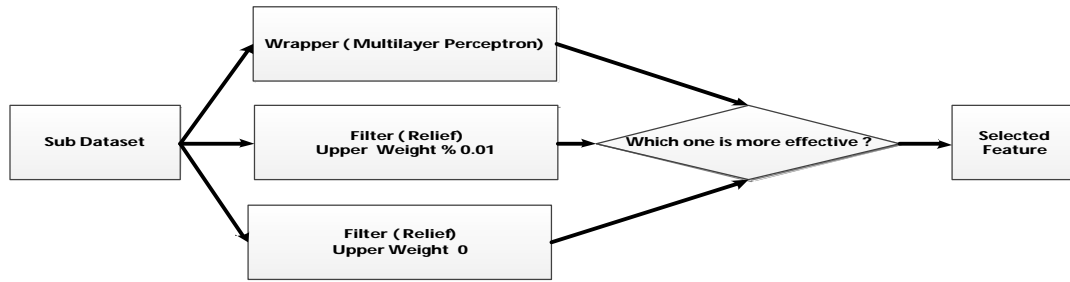 Wrapper ( Multilayer Perceptron)
Sub Dataset
Filter ( Relief)
Upper Weight % 0.01
Which one is more effective ?
Selected
Feature
Filter ( Relief)
Upper Weight 0